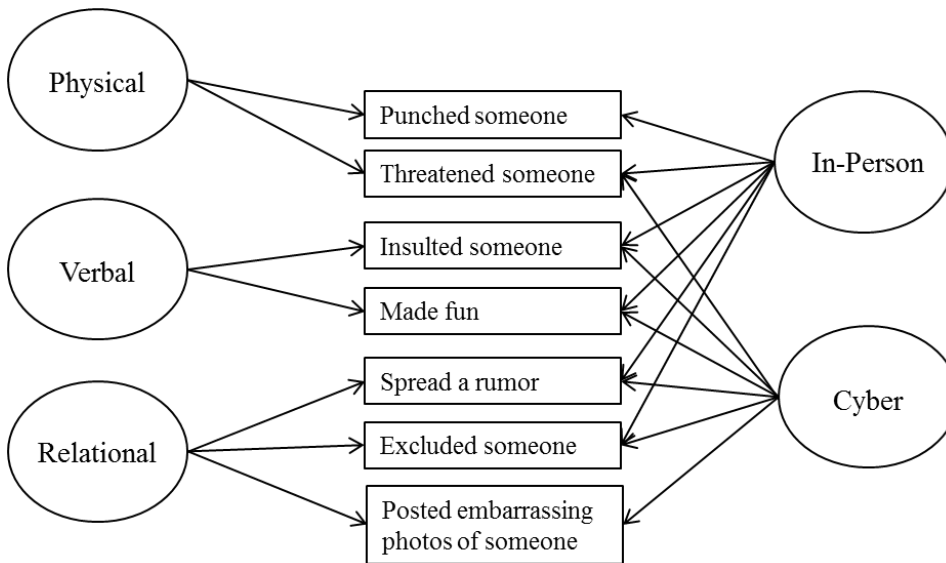 Physical
Punched someone
Threatened someone
In-Person
Verbal
Insulted someone
Made fun
Relational
Spread a rumor
Excluded someone
Posted embarrassing
photos of someone
Cyber